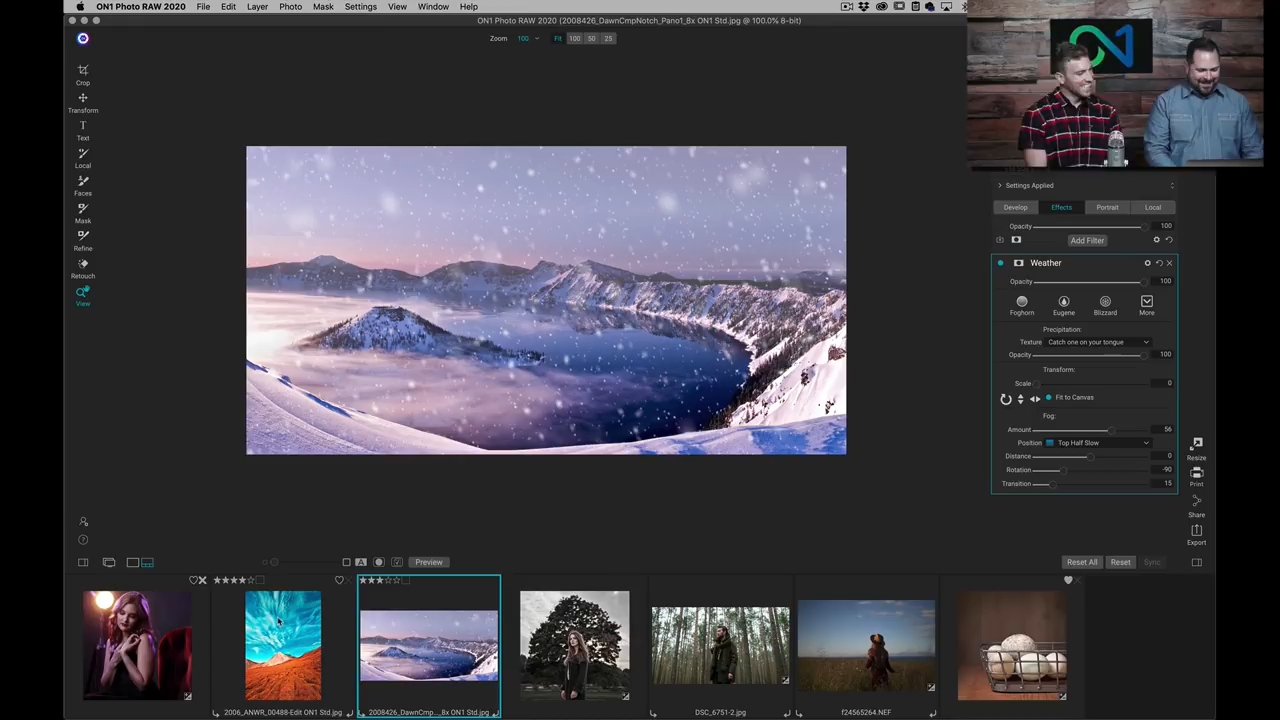 ON1 Photo RAW 2020 File Edit Layer Photo Mask Settings View Window Help
ON1 Photo RAW 2020 (2008426_DawnCmpNotch_Pano1_8x ON1 Std.jpg @ 100.0% 8-bit)
Zoom 100 Fit 100 50 25
Crop
Transform
Text
Local
Faces
Mask
Refine
Retouch
View
Settings Applied
Develop Effects Portrait Local
Opacity 100
Add Filter
Weather
Opacity 100
Foghorn Eugene Blizzard More
Precipitation:
Texture Catch one on your tongue
Opacity 100
Transform:
Scale 0
Fit to Canvas
Fog:
Amount 56
Position Top Half Slow
Distance 0
Rotation -90
Transition 15
Resize
Print
Share
Export
A Preview Reset All Reset Sync
2006_ANWR_00488-Edit ON1 Std.jpg 2008426_DawnCmp..._8x ON1 Std.jpg DSC_6751-2.jpg f24565264.NEF